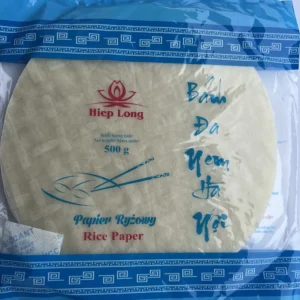 Hiep Long
500 g
Papier Ryżowy
Rice Paper
Bánh
Đa
Nem
Hà
Nội